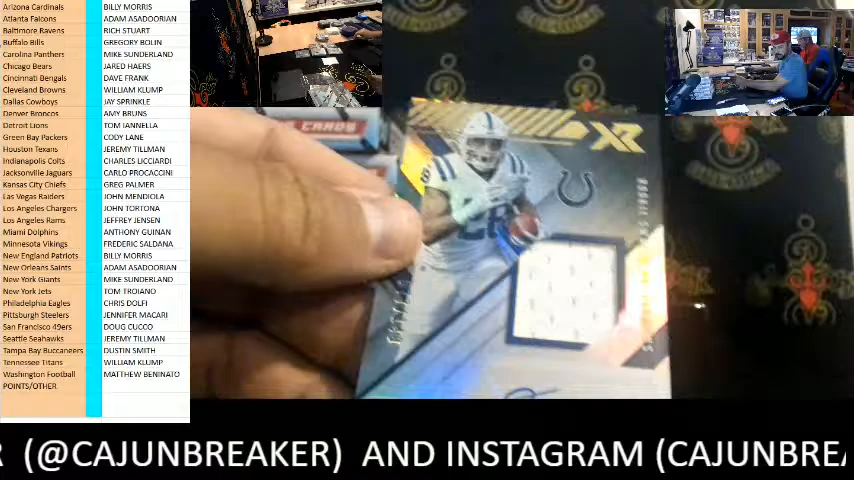 Arizona Cardinals BILLY MORRIS
Atlanta Falcons ADAM ASADOORIAN
Baltimore Ravens RICH STUART
Buffalo Bills GREGORY BOLIN
Carolina Panthers MIKE SUNDERLAND
Chicago Bears JARED HAERS
Cincinnati Bengals DAVE FRANK
Cleveland Browns WILLIAM KLUMP
Dallas Cowboys JAY SPRINKLE
Denver Broncos AMY BRUNS
Detroit Lions TOM IANNELLA
Green Bay Packers CODY LANE
Houston Texans JEREMY TILLMAN
Indianapolis Colts CHARLES LICCIARDI
Jacksonville Jaguars CARLO PROCACCINI
Kansas City Chiefs GREG PALMER
Las Vegas Raiders JOHN MENDIOLA
Los Angeles Chargers JOHN TORTONA
Los Angeles Rams JEFFREY JENSEN
Miami Dolphins ANTHONY GUINAN
Minnesota Vikings FREDERIC SALDANA
New England Patriots BILLY MORRIS
New Orleans Saints ADAM ASADOORIAN
New York Giants MIKE SUNDERLAND
New York Jets TOM TROIANO
Philadelphia Eagles CHRIS DOLFI
Pittsburgh Steelers JENNIFER MACARI
San Francisco 49ers DOUG CUCCO
Seattle Seahawks JEREMY TILLMAN
Tampa Bay Buccaneers DUSTIN SMITH
Tennessee Titans WILLIAM KLUMP
Washington Football MATTHEW BENINATO
POINTS/OTHER
CARDS
XR
28
R (@CAJUNBREAKER) AND INSTAGRAM (CAJUNBREA